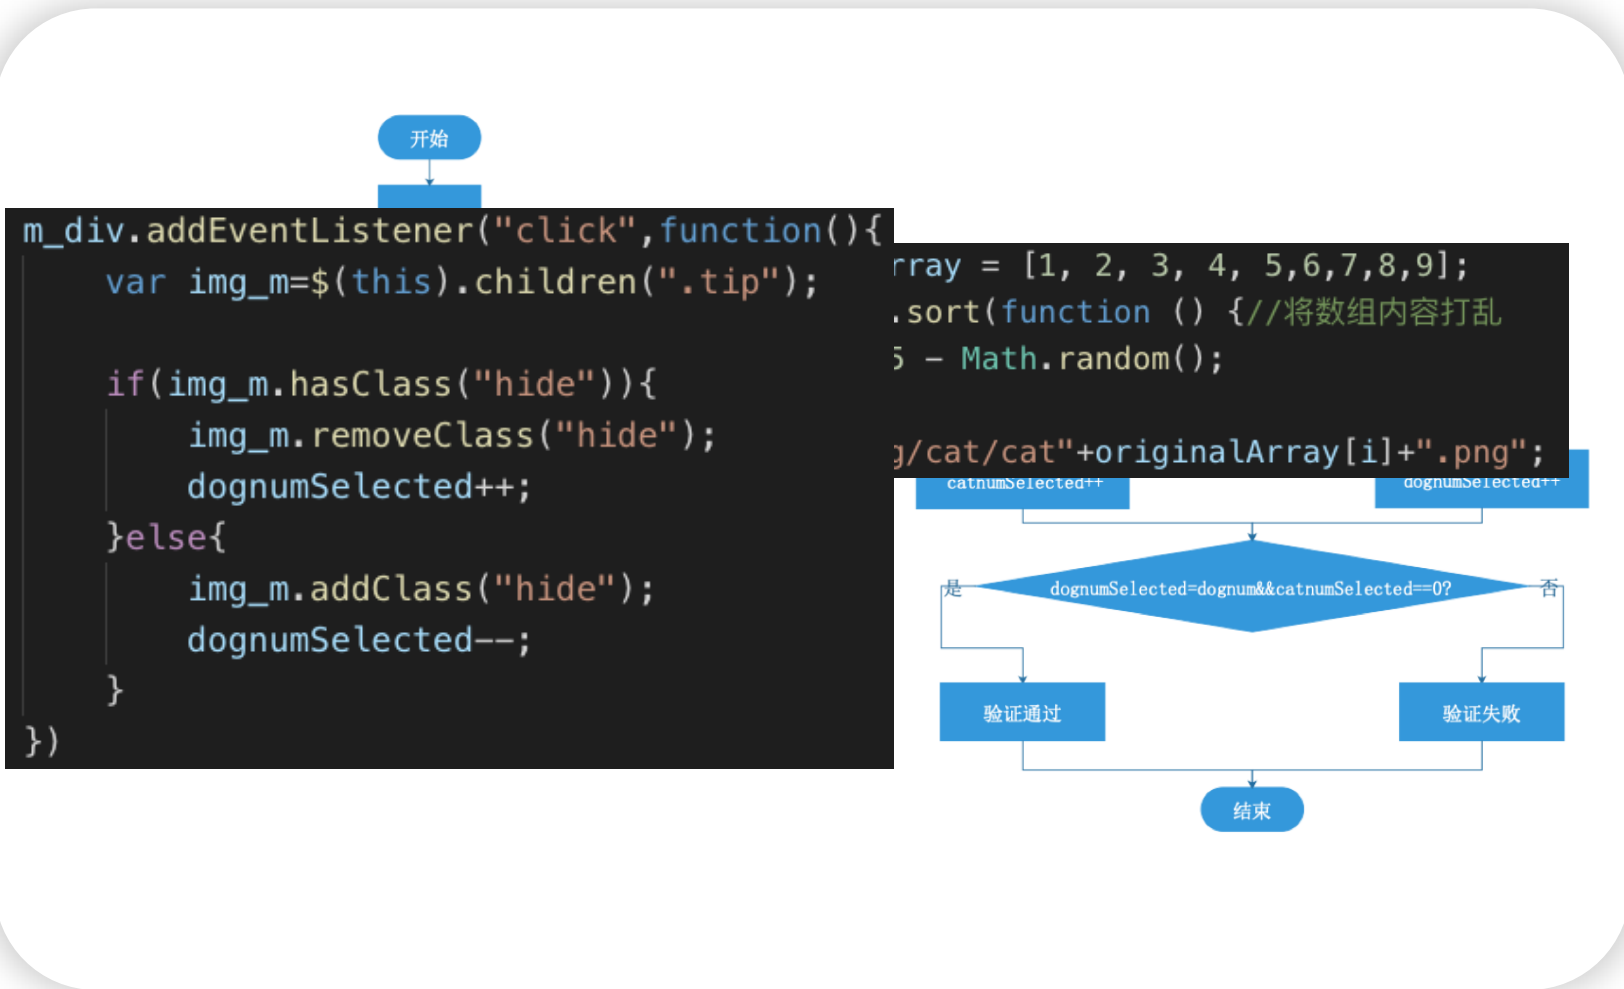 开始
m_div.addEventListener("click",function(){
var img_m=$(this).children(".tip");
if(img_m.hasClass("hide")){
img_m.removeClass("hide");
dognumSelected++;
}else{
img_m.addClass("hide");
dognumSelected--;
}
})
rray = [1, 2, 3, 4, 5,6,7,8,9];
.sort(function () {//将数组内容打乱
5 - Math.random();
g/cat/cat"+originalArray[i]+".png";
catnumSelected++
dognumSelected++
是
dognumSelected=dognum&&catnumSelected==0?
否
验证通过
验证失败
结束